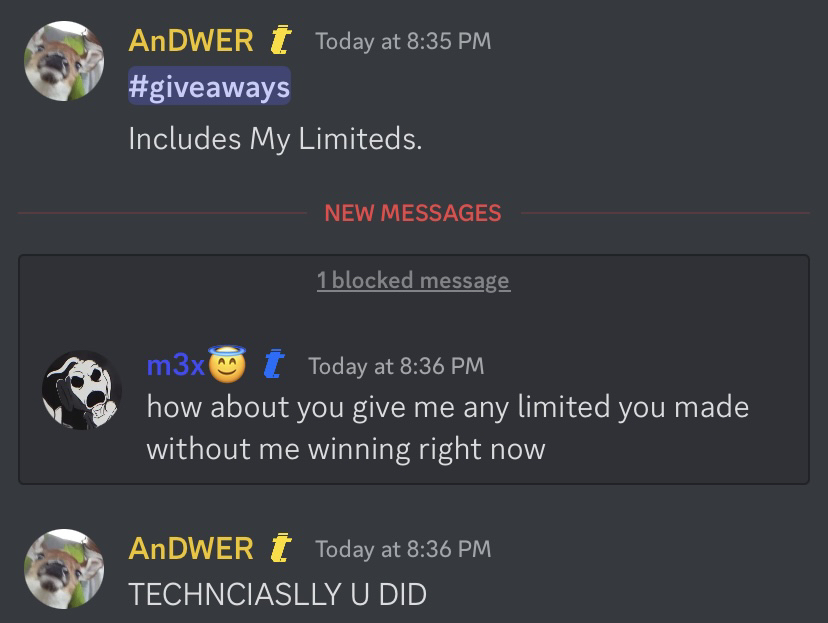 AnDWER t Today at 8:35 PM
#giveaways
Includes My Limiteds.
NEW MESSAGES
1 blocked message
m3x😇 t Today at 8:36 PM
how about you give me any limited you made
without me winning right now
AnDWER t Today at 8:36 PM
TECHNCIASLLY U DID